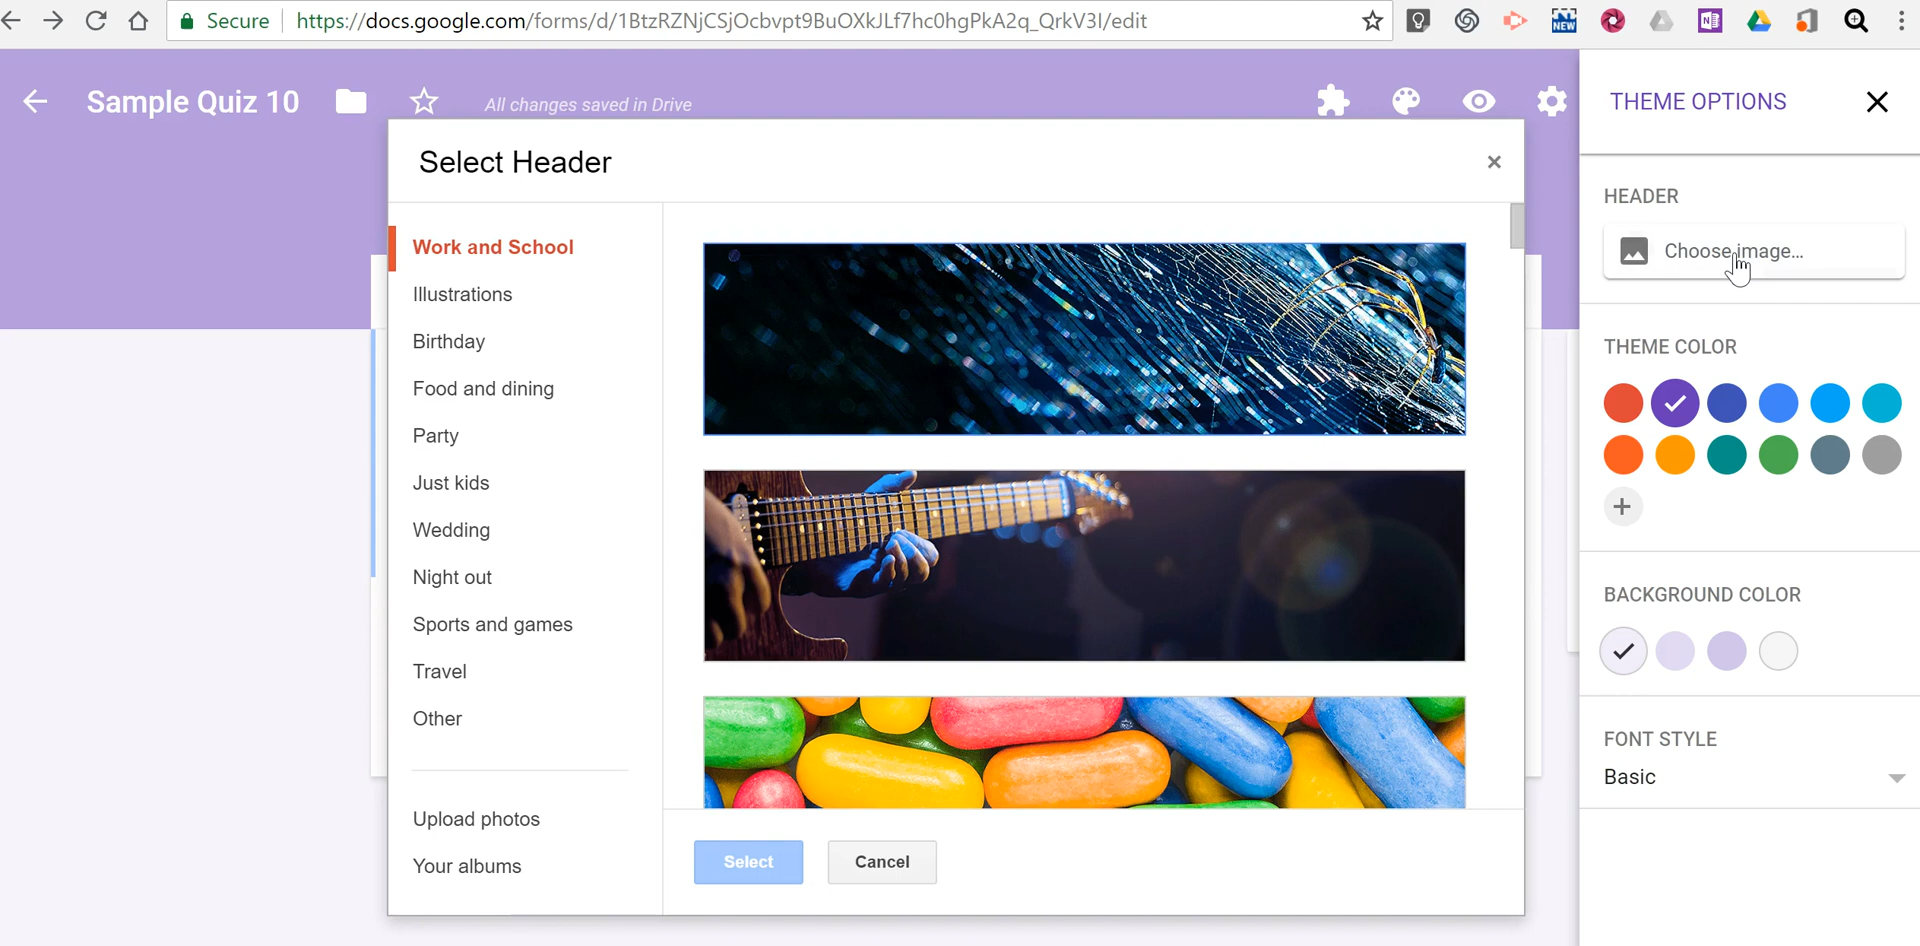 Secure https://docs.google.com/forms/d/1BtzRZNjCSjOcbvpt9BuOXkJLf7hc0hgPkA2q_QrkV3I/edit
NEW
N
Sample Quiz 10
All changes saved in Drive
THEME OPTIONS
Select Header
Work and School
Illustrations
Birthday
Food and dining
Party
Just kids
Wedding
Night out
Sports and games
Travel
Other
Upload photos
Your albums
Select
Cancel
HEADER
Choose image...
THEME COLOR
BACKGROUND COLOR
FONT STYLE
Basic